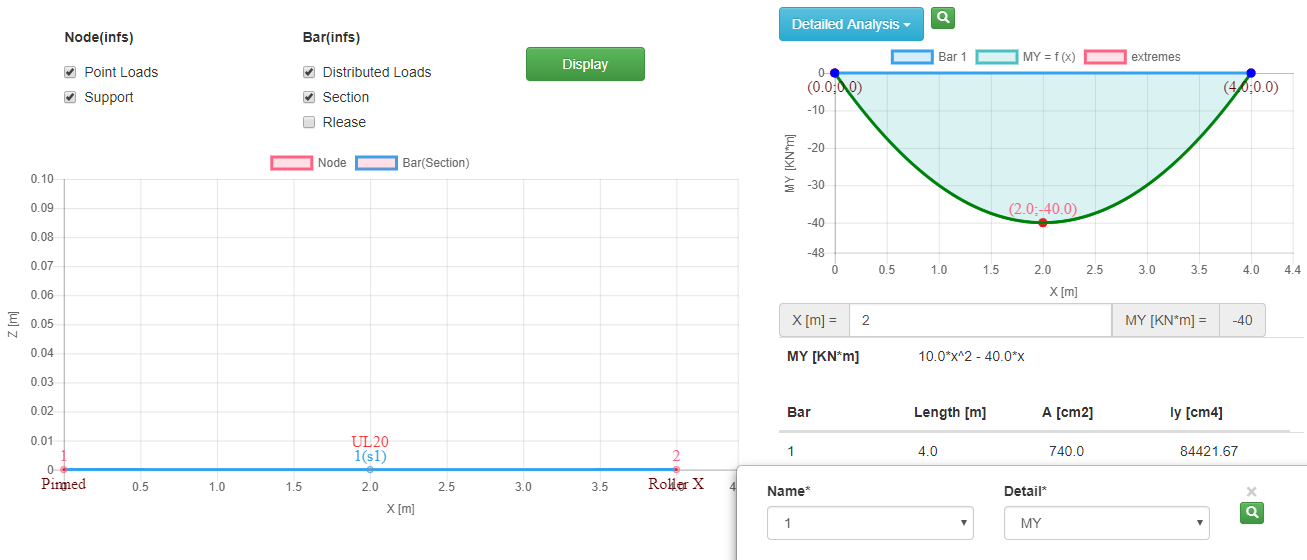 Node(infs)
Point Loads
Support
Bar(infs)
Distributed Loads
Section
Rlease
Display
Node Bar(Section)
0.10
0.09
0.08
0.07
0.06
0.05
0.04
0.03
0.02
0.01
0
Z [m]
UL20
1 1(s1) 2
Pinned Roller X
0 0.5 1.0 1.5 2.0 2.5 3.0 3.5 4.0 4
X [m]
Detailed Analysis
Bar 1 MY = f (x) extremes
0
-10
-20
-30
-40
-48
MY [KN*m]
(0.0;0.0) (4.0;0.0)
(2.0;-40.0)
0 0.5 1.0 1.5 2.0 2.5 3.0 3.5 4.0 4.4
X [m]
X [m] = 2 MY [KN*m] = -40
MY [KN*m] 10.0*x^2 - 40.0*x
Bar Length [m] A [cm2] Iy [cm4]
1 4.0 740.0 84421.67
Name* Detail* ×
1 MY